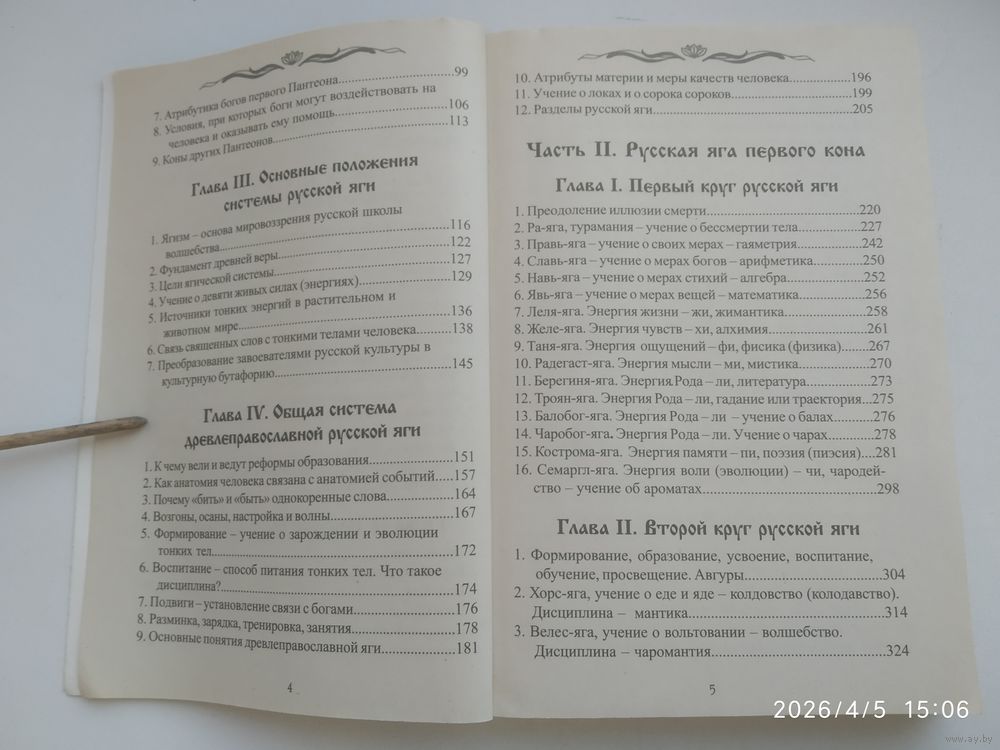 7. Атрибутика богов первого Пантеона....................99
8. Условия, при которых боги могут воздействовать на
человека и оказывать ему помощь....................106
9. Коны других Пантеонов....................113
Глава III. Основные положения
системы русской яги
1. Ягизм – основа мировоззрения русской школы
волшебства....................116
2. Фундамент древней веры....................122
3. Цели ягической системы....................127
4. Учение о девяти живых силах (энергиях)....................129
5. Источники тонких энергий в растительном и
животном мире....................136
6. Связь священных слов с тонкими телами человека........138
7. Преобразование завоевателями русской культуры в
культурную бутафорию....................145
Глава IV. Общая система
древлеправославной русской яги
1. К чему вели и ведут реформы образования....................151
2. Как анатомия человека связана с анатомией событий.....157
3. Почему «бить» и «быть» однокоренные слова....................164
4. Возгоны, осаны, настройка и волны....................167
5. Формирование – учение о зарождении и эволюции
тонких тел....................172
6. Воспитание – способ питания тонких тел. Что такое
дисциплина?....................174
7. Подвиги – установление связи с богами....................176
8. Разминка, зарядка, тренировка, занятия....................178
9. Основные понятия древлеправославной яги....................181
4
10. Атрибуты материи и меры качеств человека..............196
11. Учение о локах и о сорока сороков....................199
12. Разделы русской яги....................205
Часть II. Русская яга первого кона
Глава I. Первый круг русской яги
1. Преодоление иллюзии смерти....................220
2. Ра-яга, турамания – учение о бессмертии тела..............227
3. Правь-яга – учение о своих мерах – гаяметрия..............242
4. Славь-яга – учение о мерах богов – арифметика............250
5. Навь-яга – учение о мерах стихий – алгебра..................252
6. Явь-яга – учение о мерах вещей – математика...............256
7. Леля-яга. Энергия жизни – жи, жимантика....................258
8. Желе-яга. Энергия чувств – хи, алхимия....................261
9. Таня-яга. Энергия ощущений – фи, фисика (физика)......267
10. Радегаст-яга. Энергия мысли – ми, мистика.................270
11. Берегиня-яга. Энергия Рода – ли, литература...............273
12. Троян-яга. Энергия Рода – ли, гадание или траектория...275
13. Балобог-яга. Энергия Рода – ли – учение о балах..........276
14. Чаробог-яга. Энергия Рода – ли. Учение о чарах...........278
15. Кострома-яга. Энергия памяти – пи, поэзия (пиэсия)....281
16. Семаргл-яга. Энергия воли (эволюции) – чи, чародей-
ство – учение об ароматах....................298
Глава II. Второй круг русской яги
1. Формирование, образование, усвоение, воспитание,
обучение, просвещение. Авгуры....................304
2. Хорс-яга, учение о еде и яде – колдовство (колодавство).
Дисциплина – мантика....................314
3. Велес-яга, учение о вольтовании – волшебство.
Дисциплина – чаромантия....................324
5
2026/4/5 15:06
www.ay.by